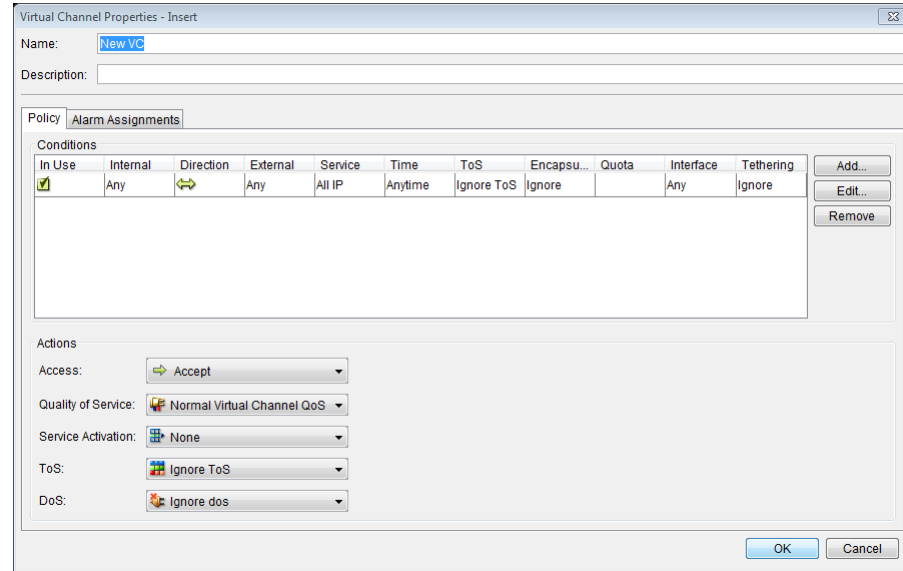 Virtual Channel Properties - Insert
Name: New VC
Description:
Policy Alarm Assignments
Conditions
In Use Internal Direction External Service Time ToS Encapsu... Quota Interface Tethering
Any Any All IP Anytime Ignore ToS Ignore Any Ignore
Add...
Edit...
Remove
Actions
Access: Accept
Quality of Service: Normal Virtual Channel QoS
Service Activation: None
ToS: Ignore ToS
DoS: Ignore dos
OK Cancel